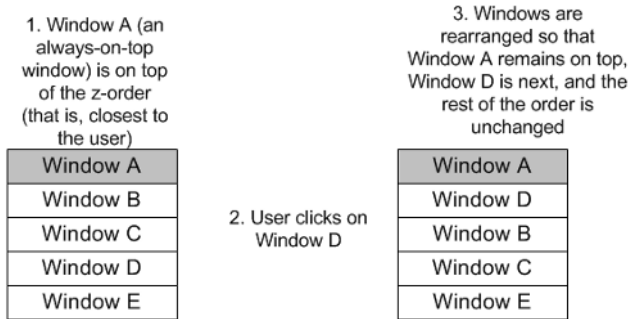 1. Window A (an
always-on-top
window) is on top
of the z-order
(that is, closest to
the user)
Window A
Window B
Window C
Window D
Window E
2. User clicks on
Window D
3. Windows are
rearranged so that
Window A remains on top,
Window D is next, and the
rest of the order is
unchanged
Window A
Window D
Window B
Window C
Window E